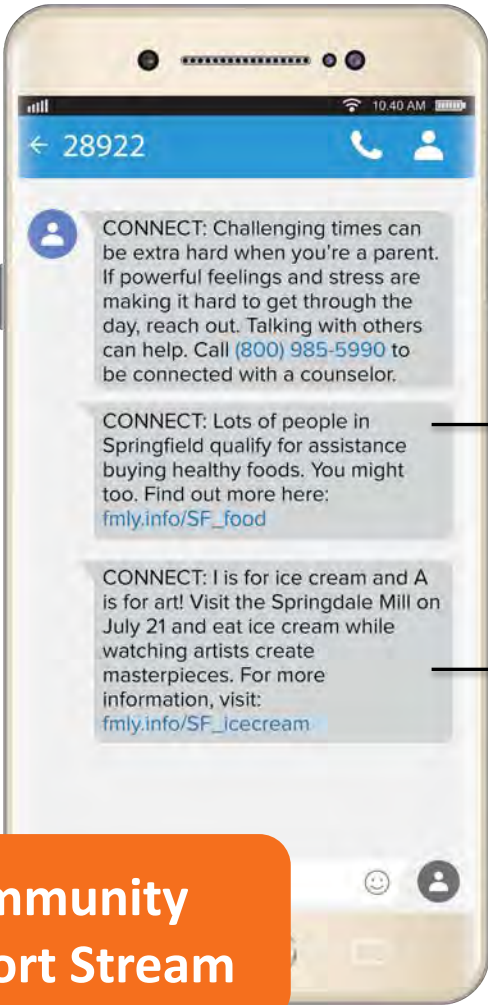 10.40 AM
28922
CONNECT: Challenging times can
be extra hard when you're a parent.
If powerful feelings and stress are
making it hard to get through the
day, reach out. Talking with others
can help. Call (800) 985-5990 to
be connected with a counselor.
CONNECT: Lots of people in
Springfield qualify for assistance
buying healthy foods. You might
too. Find out more here:
fmly.info/SF_food
CONNECT: I is for ice cream and A
is for art! Visit the Springdale Mill on
July 21 and eat ice cream while
watching artists create
masterpieces. For more
information, visit:
fmly.info/SF_icecream
Stream